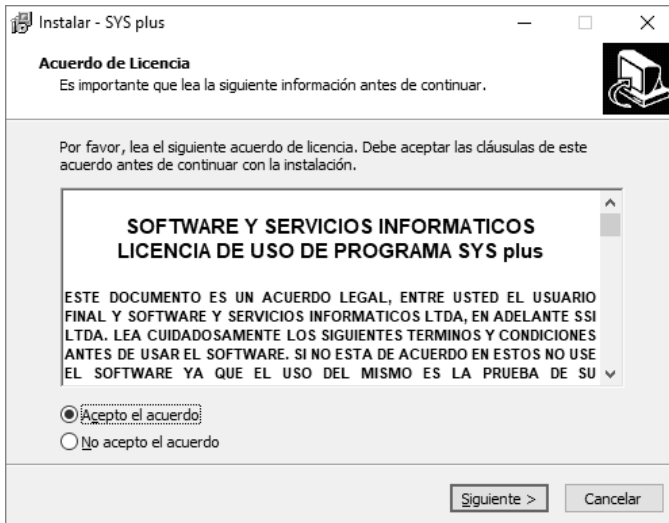 Instalar - SYS plus
Acuerdo de Licencia
Es importante que lea la siguiente información antes de continuar.
Por favor, lea el siguiente acuerdo de licencia. Debe aceptar las cláusulas de este
acuerdo antes de continuar con la instalación.
SOFTWARE Y SERVICIOS INFORMATICOS
LICENCIA DE USO DE PROGRAMA SYS plus
ESTE DOCUMENTO ES UN ACUERDO LEGAL, ENTRE USTED EL USUARIO
FINAL Y SOFTWARE Y SERVICIOS INFORMATICOS LTDA, EN ADELANTE SSI
LTDA. LEA CUIDADOSAMENTE LOS SIGUIENTES TERMINOS Y CONDICIONES
ANTES DE USAR EL SOFTWARE. SI NO ESTA DE ACUERDO EN ESTOS NO USE
EL SOFTWARE YA QUE EL USO DEL MISMO ES LA PRUEBA DE SU
Acepto el acuerdo
No acepto el acuerdo
Siguiente >
Cancelar